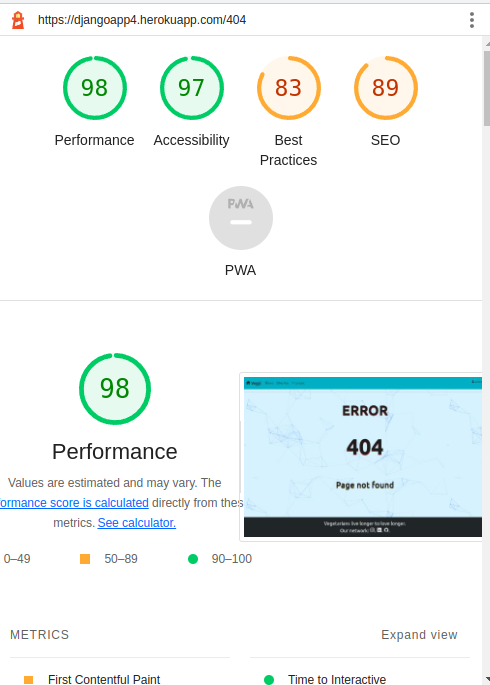 https://djangoapp4.herokuapp.com/404
98
97
83
89
Performance
Accessibility
Best
Practices
SEO
PWA
PWA
98
Performance
Values are estimated and may vary. The
ormance score is calculated directly from thes
metrics. See calculator.
0–49
50–89
90–100
ERROR
404
Page not found
Vegetarians live longer to love longer.
Our network:
METRICS
Expand view
First Contentful Paint
Time to Interactive